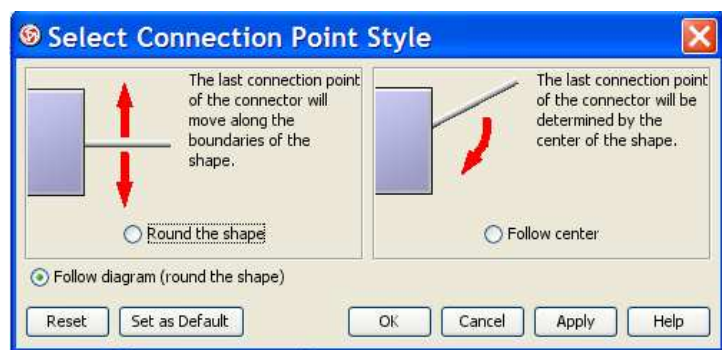 Select Connection Point Style
The last connection point
of the connector will
move along the
boundaries of the
shape.
Round the shape
The last connection point
of the connector will be
determined by the
center of the shape.
Follow center
Follow diagram (round the shape)
Reset
Set as Default
OK
Cancel
Apply
Help